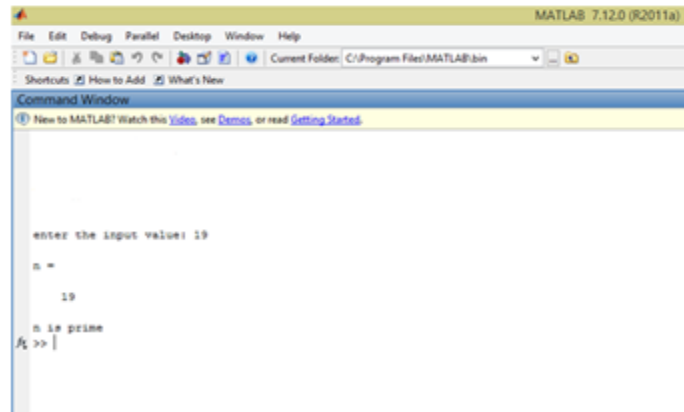 MATLAB 7.12.0 (R2011a)
File Edit Debug Parallel Desktop Window Help
Current Folder: C:\Program Files\MATLAB\bin
Shortcuts How to Add What's New
Command Window
New to MATLAB? Watch this Video, see Demos, or read Getting Started.
enter the input value: 19
n =
19
n is prime
fx >>